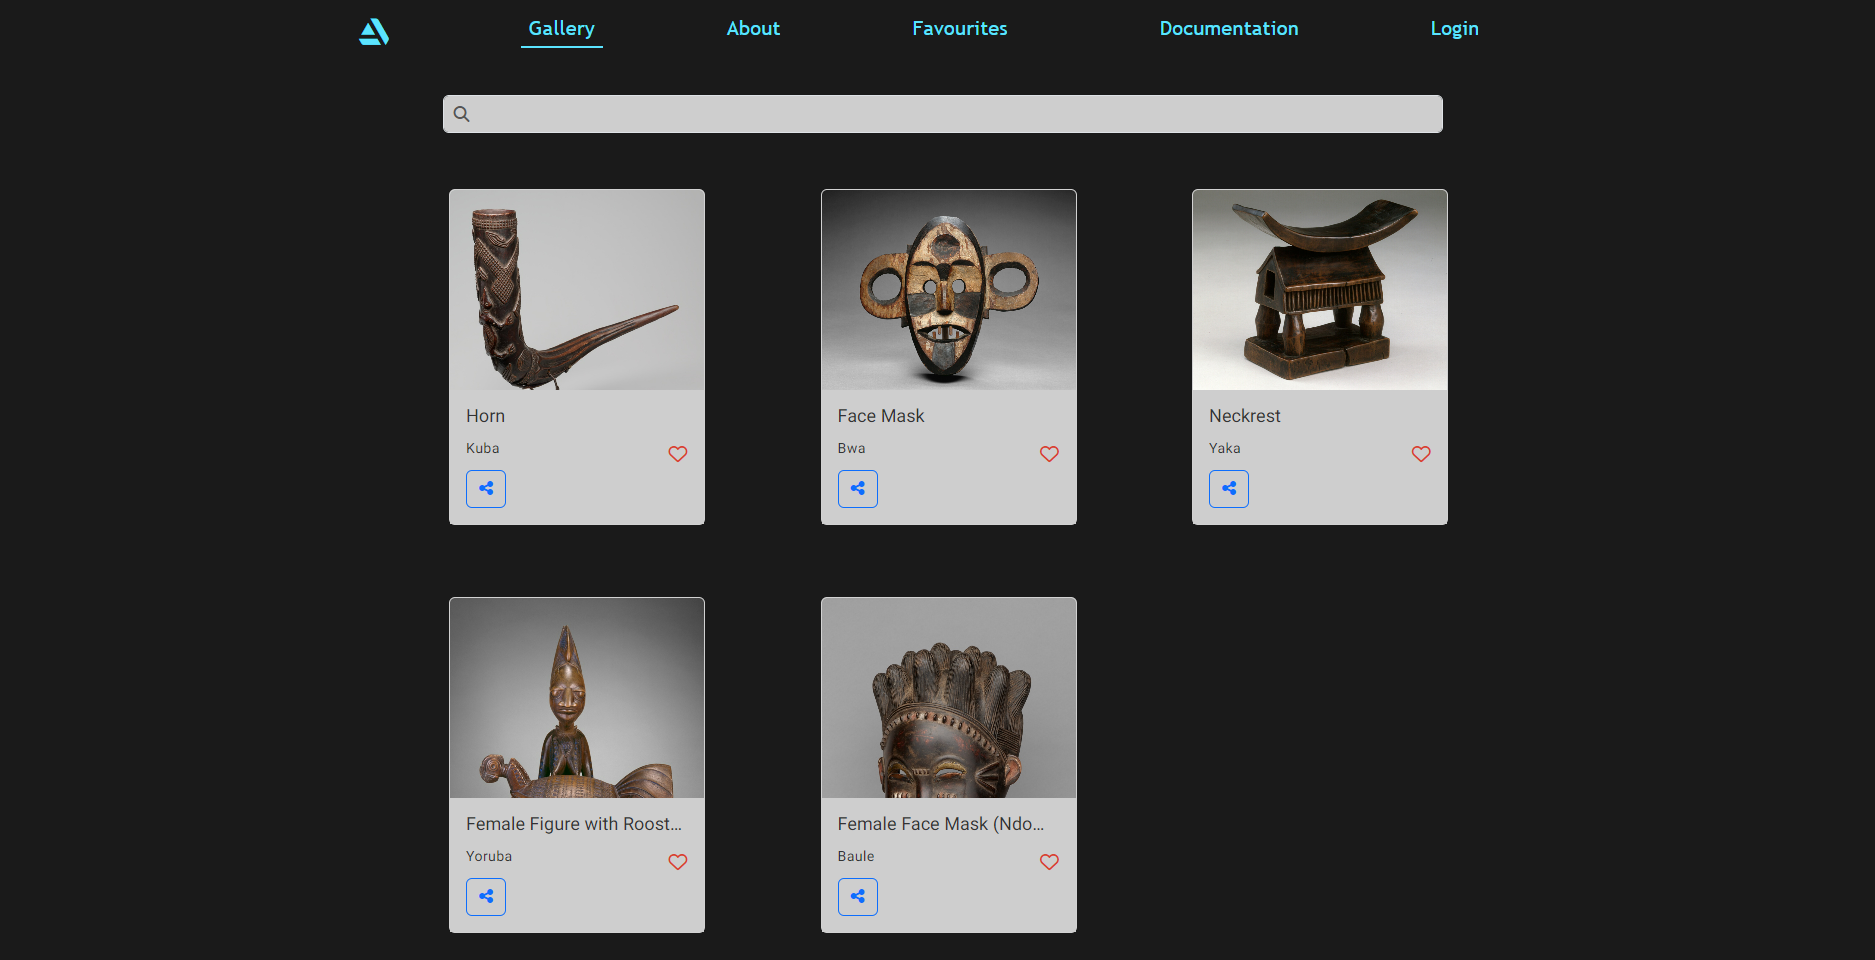 Gallery
About
Favourites
Documentation
Login
Horn
Kuba
Face Mask
Bwa
Neckrest
Yaka
Female Figure with Roost...
Yoruba
Female Face Mask (Ndo...
Baule